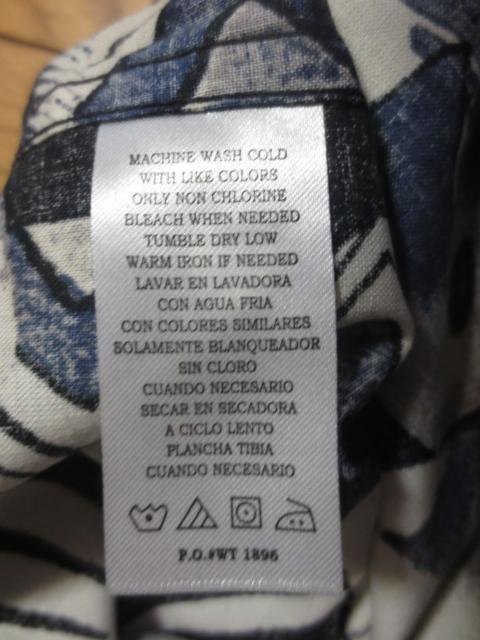 MACHINE WASH COLD
WITH LIKE COLORS
ONLY NON CHLORINE
BLEACH WHEN NEEDED
TUMBLE DRY LOW
WARM IRON IF NEEDED
LAVAR EN LAVADORA
CON AGUA FRIA
CON COLORES SIMILARES
SOLAMENTE BLANQUEADOR
SIN CLORO
CUANDO NECESARIO
SECAR EN SECADORA
A CICLO LENTO
PLANCHA TIBIA
CUANDO NECESARIO
P.O.#WT 1896